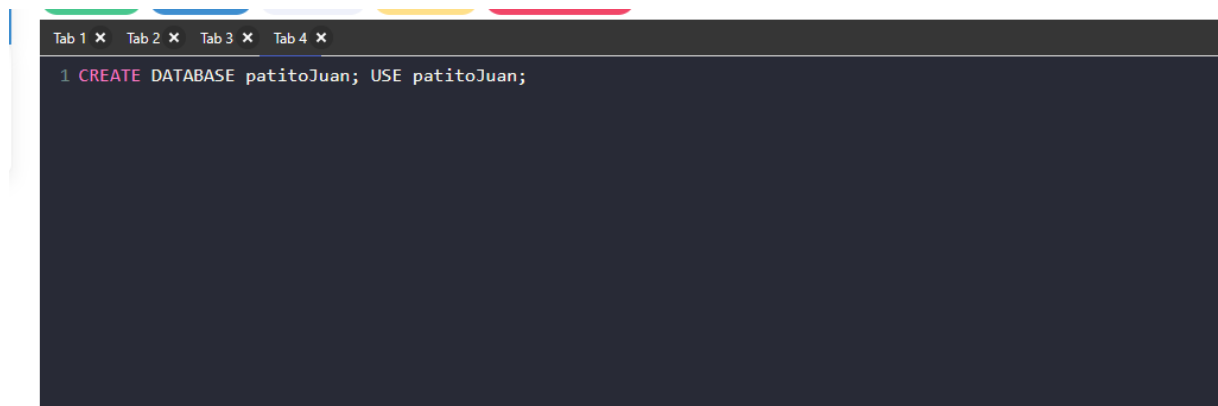 Tab 1 × Tab 2 × Tab 3 × Tab 4 ×
1 CREATE DATABASE patitoJuan; USE patitoJuan;